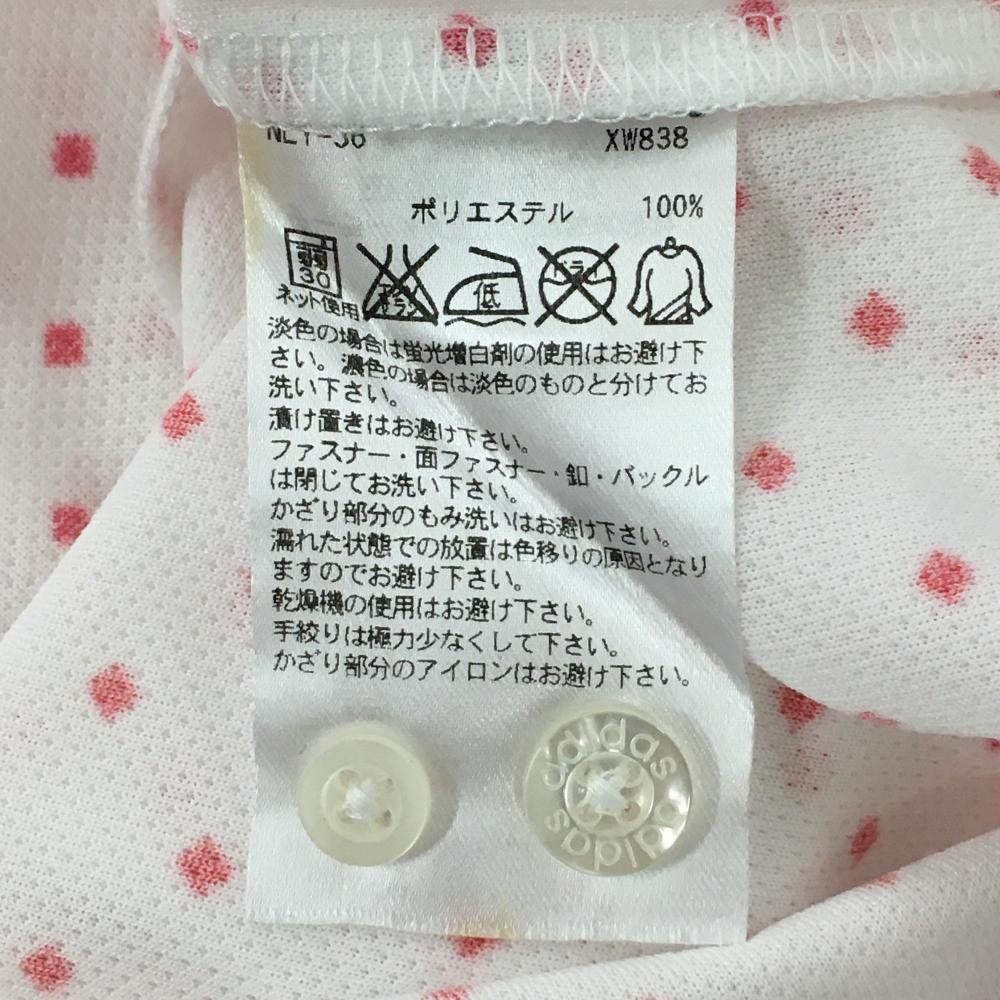 XW838
ポリエステル 100%
30
ネット使用
エンソ
サラシ
低
ドライ
淡色の場合は蛍光増白剤の使用はお避け下
さい。濃色の場合は淡色のものと分けてお
洗い下さい。
漬け置きはお避け下さい。
ファスナー・面ファスナー・釦・バックル
は閉じてお洗い下さい。
かざり部分のもみ洗いはお避け下さい。
濡れた状態での放置は色移りの原因となり
ますのでお避け下さい。
乾燥機の使用はお避け下さい。
手絞りは極力少なくして下さい。
かざり部分のアイロンはお避け下さい。
adidas
adidas